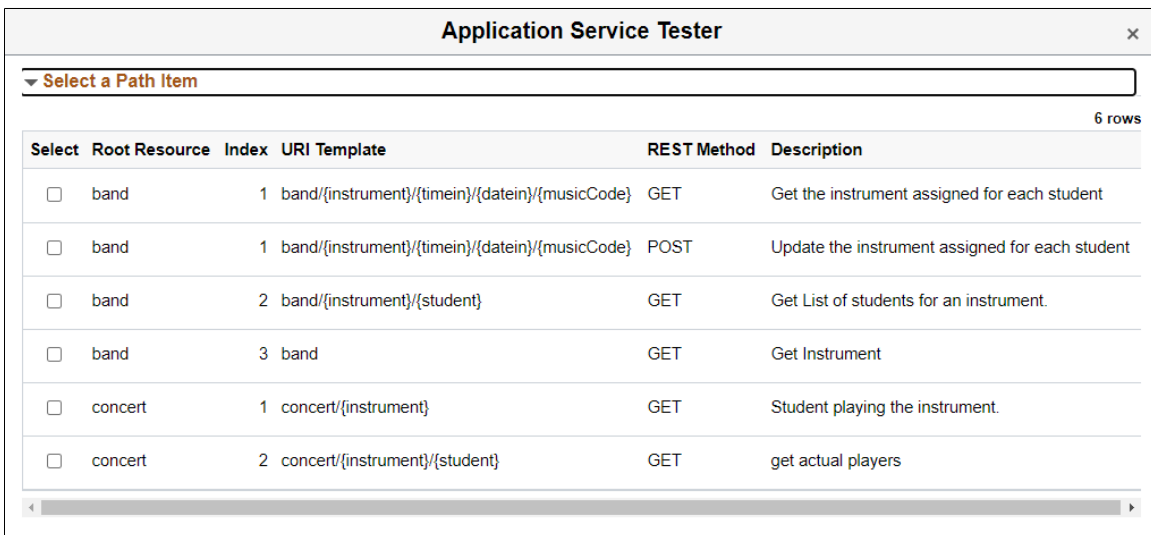 Application Service Tester ×
Select a Path Item
6 rows
Select Root Resource Index URI Template REST Method Description
band 1 band/{instrument}/{timein}/{datein}/{musicCode} GET Get the instrument assigned for each student
band 1 band/{instrument}/{timein}/{datein}/{musicCode} POST Update the instrument assigned for each student
band 2 band/{instrument}/{student} GET Get List of students for an instrument.
band 3 band GET Get Instrument
concert 1 concert/{instrument} GET Student playing the instrument.
concert 2 concert/{instrument}/{student} GET get actual players